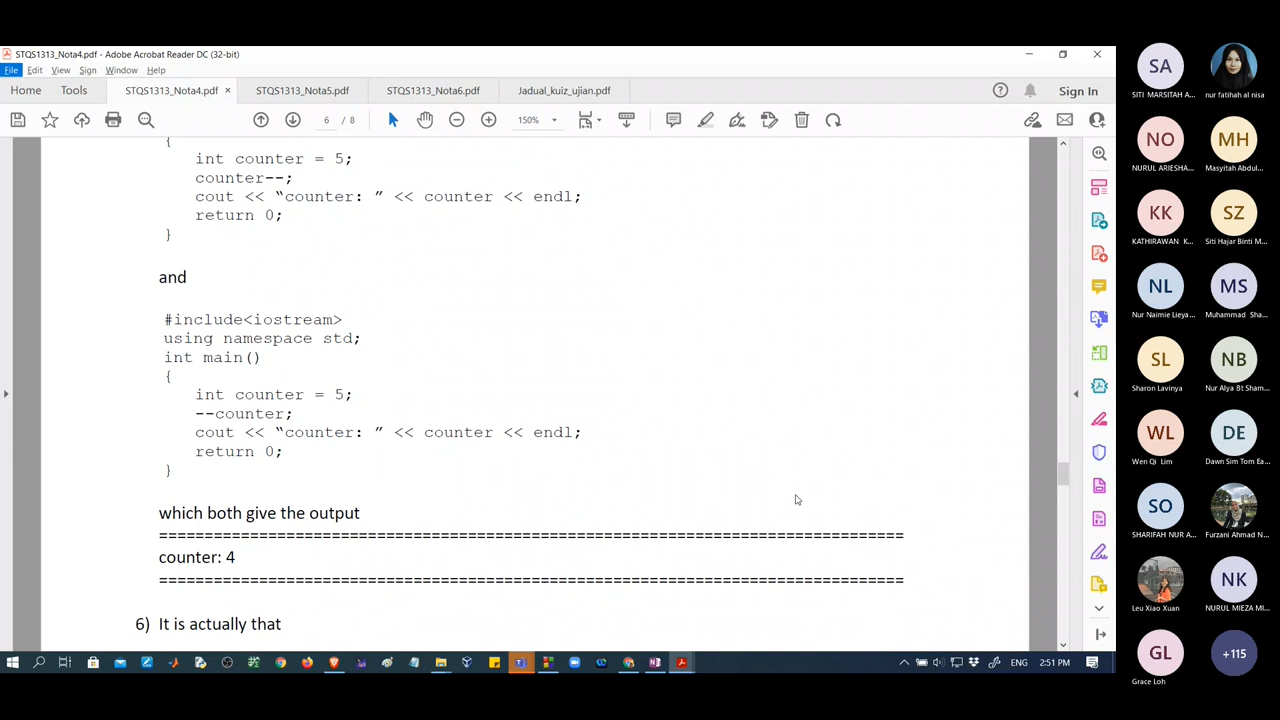 STQS1313_Nota4.pdf - Adobe Acrobat Reader DC (32-bit)
File Edit View Sign Window Help
Home Tools STQS1313_Nota4.pdf × STQS1313_Nota5.pdf STQS1313_Nota6.pdf Jadual_kuiz_ujian.pdf Sign In
6 / 8 150%
{
int counter = 5;
counter--;
cout << “counter: ” << counter << endl;
return 0;
}
and
#include<iostream>
using namespace std;
int main()
{
int counter = 5;
--counter;
cout << “counter: ” << counter << endl;
return 0;
}
which both give the output
=================================================================================
counter: 4
=================================================================================
6) It is actually that
ENG 2:51 PM
SA
SITI MARSITAH A...
nur fatihah al nisa
NO
NURUL ARIESHA...
MH
Masyitah Abdul...
KK
KATHIRAWAN K...
SZ
Siti Hajar Binti M...
NL
Nur Naimie Lieya...
MS
Muhammad Sha...
SL
Sharon Lavinya
NB
Nur Alya Bt Sham...
WL
Wen Qi Lim
DE
Dawn Sim Tom Ea...
SO
SHARIFAH NUR A...
Furzani Ahmad N...
Leu Xiao Xuan
NK
NURUL MIEZA MI...
GL
Grace Loh
+115